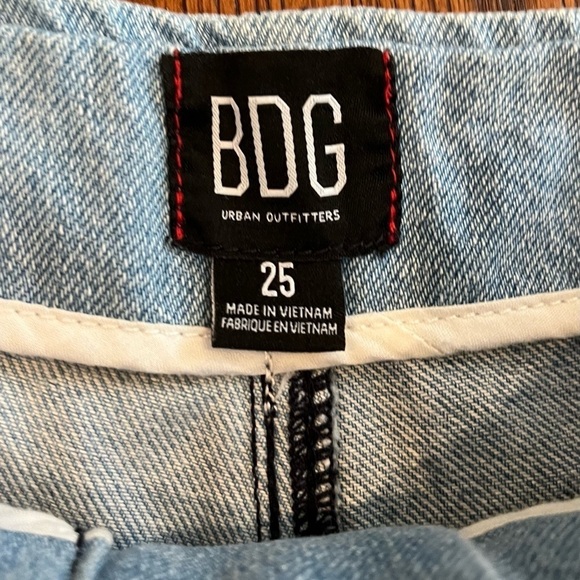 BDG
URBAN OUTFITTERS
25
MADE IN VIETNAM
FABRIQUE EN VIETNAM